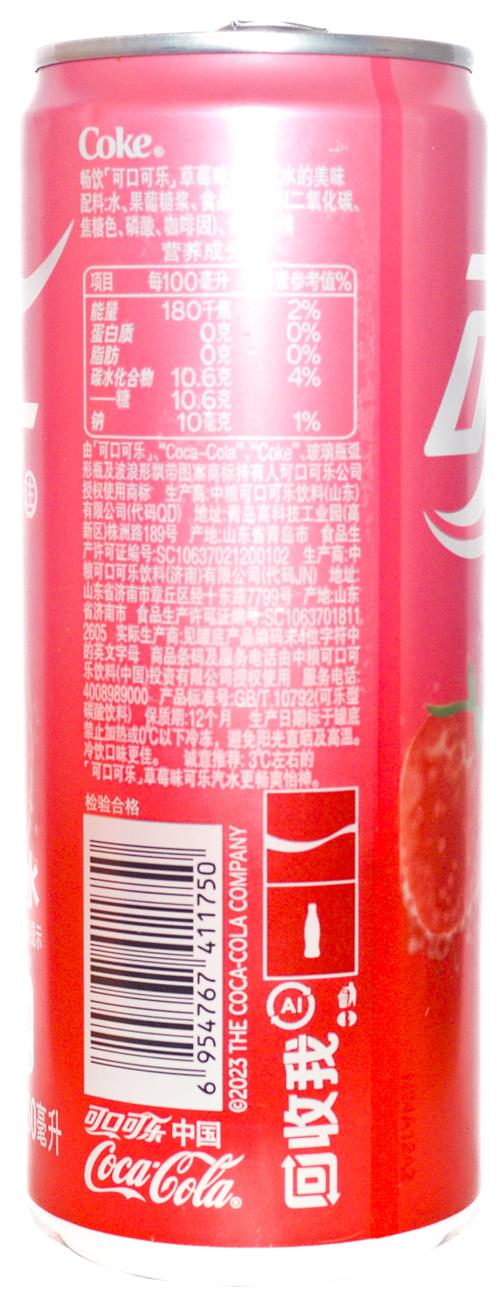 Coke®
畅饮「可口可乐」草莓味 水的美味
配料:水、果葡糖浆、食品 (二氧化碳、
焦糖色、磷酸、咖啡因)、 精
营养成分
项目 每100毫升 素参考值%
能量 180千焦 2%
蛋白质 0克 0%
脂肪 0克 0%
碳水化合物 10.6克 4%
——糖 10.6克
钠 10毫克 1%
由「可口可乐」、“Coca-Cola”、“Coke”、玻璃瓶弧
形瓶及波浪形飘带图案商标持有人可口可乐公司
授权使用商标 生产商:中粮可口可乐饮料(山东)
有限公司(代码QD) 地址:青岛高科技工业园(高
新区)株洲路189号 产地:山东省青岛市 食品生
产许可证编号:SC10637021200102 生产商:中
粮可口可乐饮料(济南)有限公司(代码JN) 地址:
山东省济南市章丘区经十东路7799号 产地:山东
省济南市 食品生产许可证编号:SC1063701811
2605 实际生产商:见罐底产品编码末4位字符中
的英文字母 商品条码及服务电话由中粮可口可
乐饮料(中国)投资有限公司授权使用 服务电话:
4008989000 产品标准号:GB/T 10792(可乐型
碳酸饮料) 保质期:12个月 生产日期标于罐底
禁止加热或0℃以下冷冻, 避免阳光直晒及高温。
冷饮口味更佳。 诚意推荐:3℃左右的
「可口可乐」草莓味可乐汽水更畅爽怡神。
检验合格
6 954767 411750
©2023 THE COCA-COLA COMPANY
AI
回收我
可口可乐 中国
Coca-Cola®
水
0毫升
可